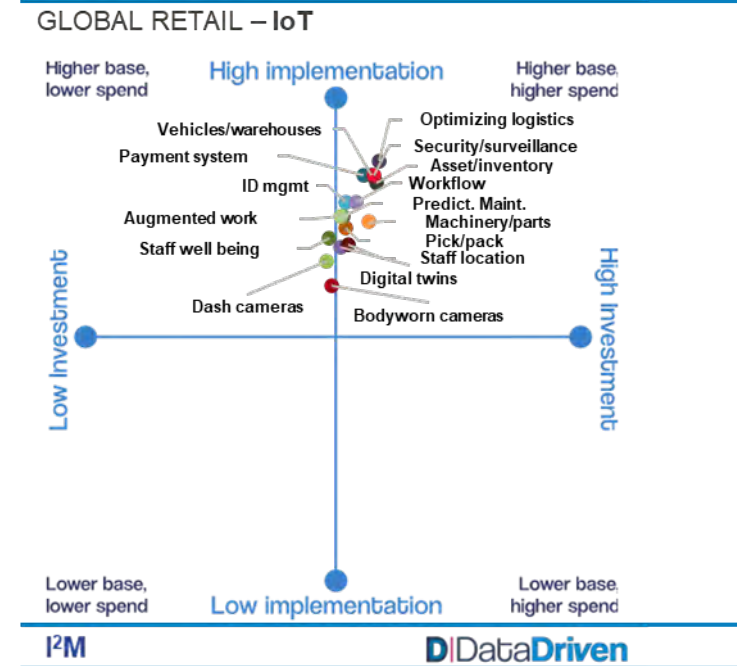 GLOBAL RETAIL – IoT
Higher base,
lower spend
High implementation
Higher base,
higher spend
Optimizing logistics
Vehicles/warehouses
Security/surveillance
Payment system
Asset/inventory
ID mgmt
Workflow
Predict. Maint.
Augmented work
Machinery/parts
Pick/pack
Staff well being
Staff location
Digital twins
Dash cameras
Bodyworn cameras
Low Investment
High Investment
Lower base,
lower spend
Low implementation
Lower base,
higher spend
I²M
D|DataDriven